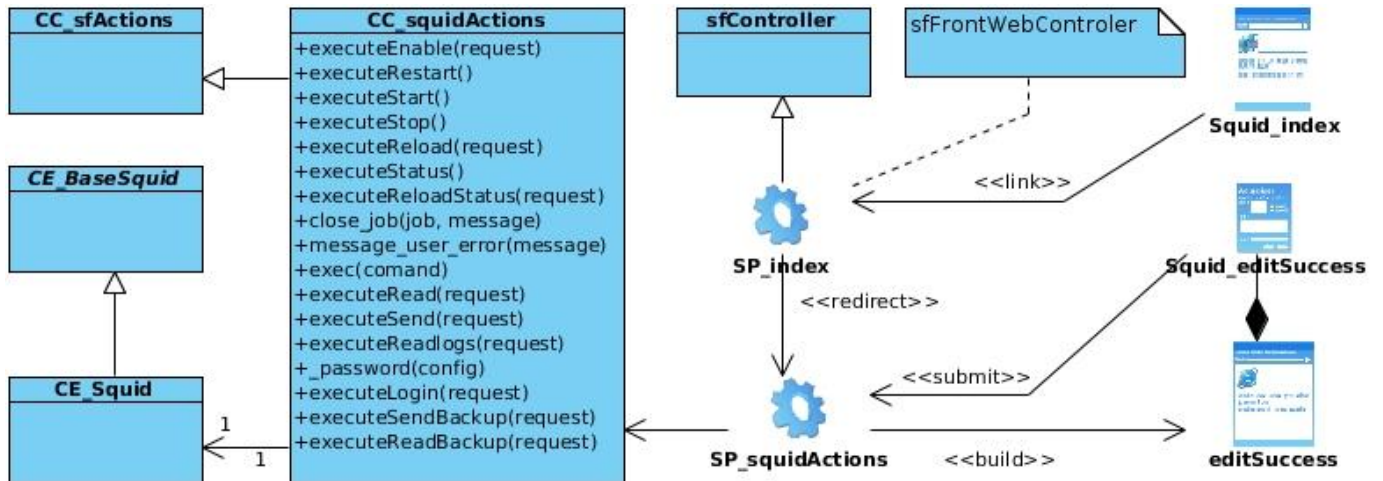 CC_sfActions
CC_squidActions
+executeEnable(request)
+executeRestart()
+executeStart()
+executeStop()
+executeReload(request)
+executeStatus()
+executeReloadStatus(request)
+close_job(job, message)
+message_user_error(message)
+exec(comand)
+executeRead(request)
+executeSend(request)
+executeReadlogs(request)
+_password(config)
+executeLogin(request)
+executeSendBackup(request)
+executeReadBackup(request)
CE_BaseSquid
CE_Squid
1
1
sfController
sfFrontWebControler
Squid_index
<<link>>
SP_index
Squid_editSuccess
<<redirect>>
<<submit>>
SP_squidActions
<<build>>
editSuccess